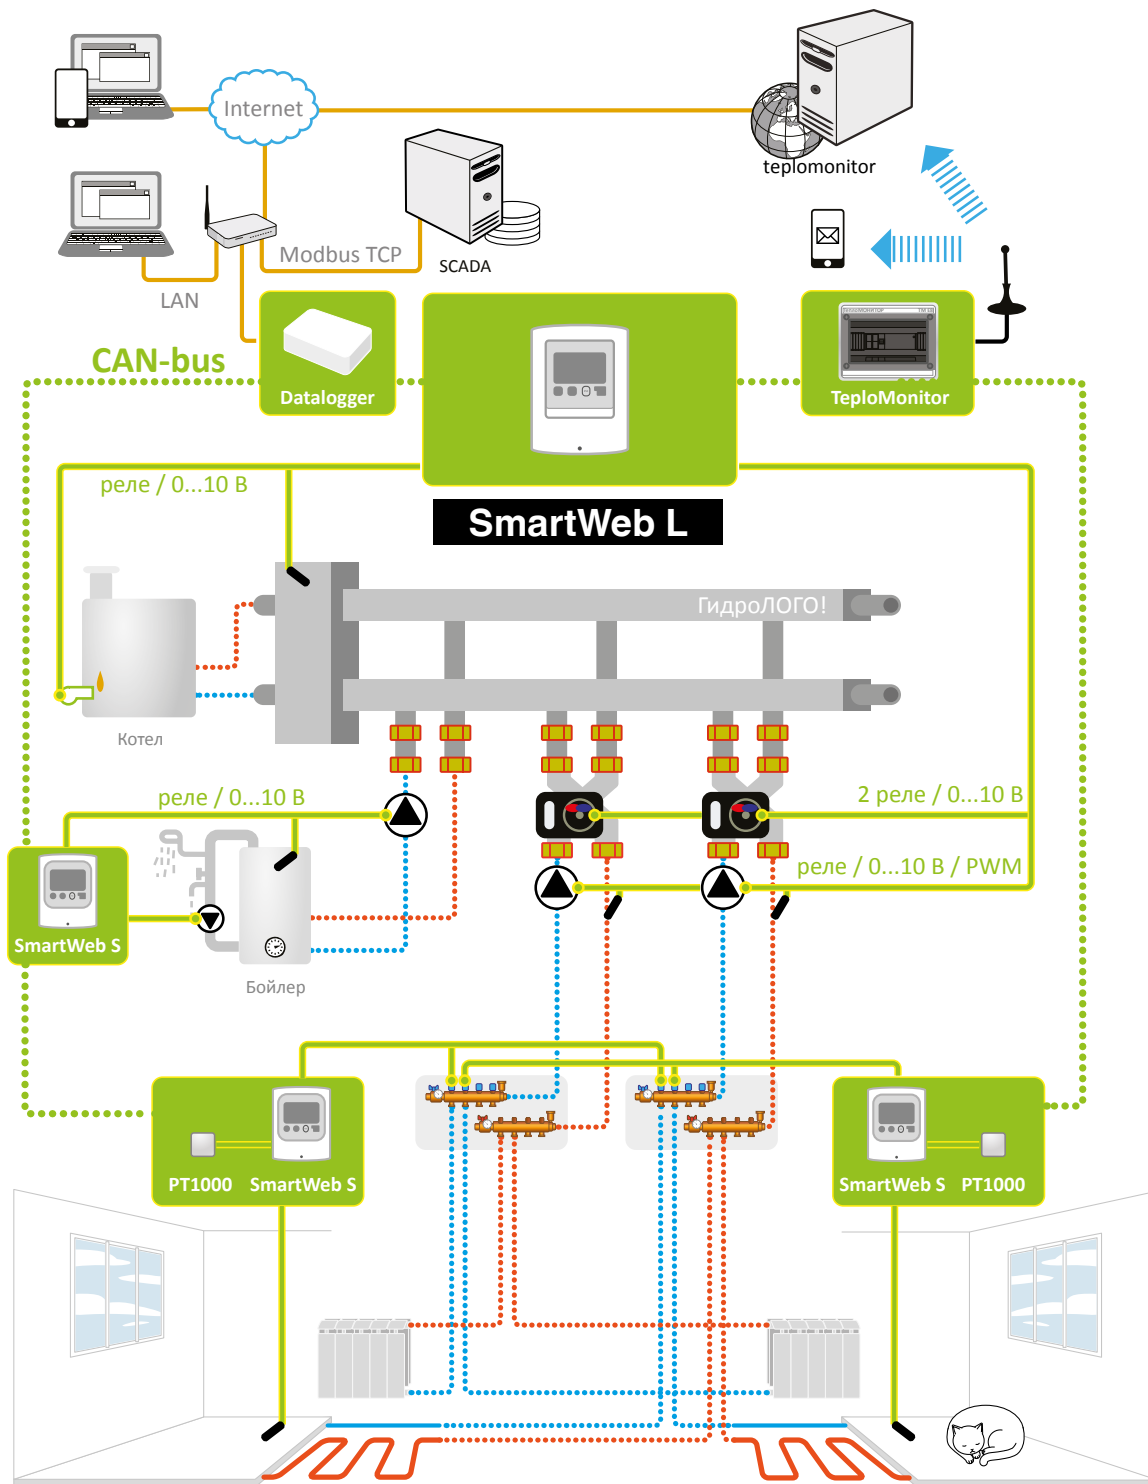 Internet
teplomonitor
Modbus TCP
SCADA
LAN
CAN-bus
Datalogger
TeploMonitor
реле / 0...10 В
SmartWeb L
ГидроЛОГО!
Котел
реле / 0...10 В
2 реле / 0...10 В
реле / 0...10 В / PWM
SmartWeb S
Бойлер
PT1000 SmartWeb S
SmartWeb S PT1000